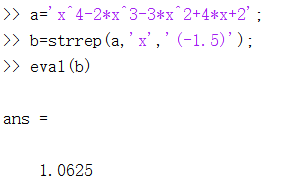 >> a='x^4-2*x^3-3*x^2+4*x+2';
>> b=strrep(a,'x','(-1.5)');
>> eval(b)
ans =
1.0625